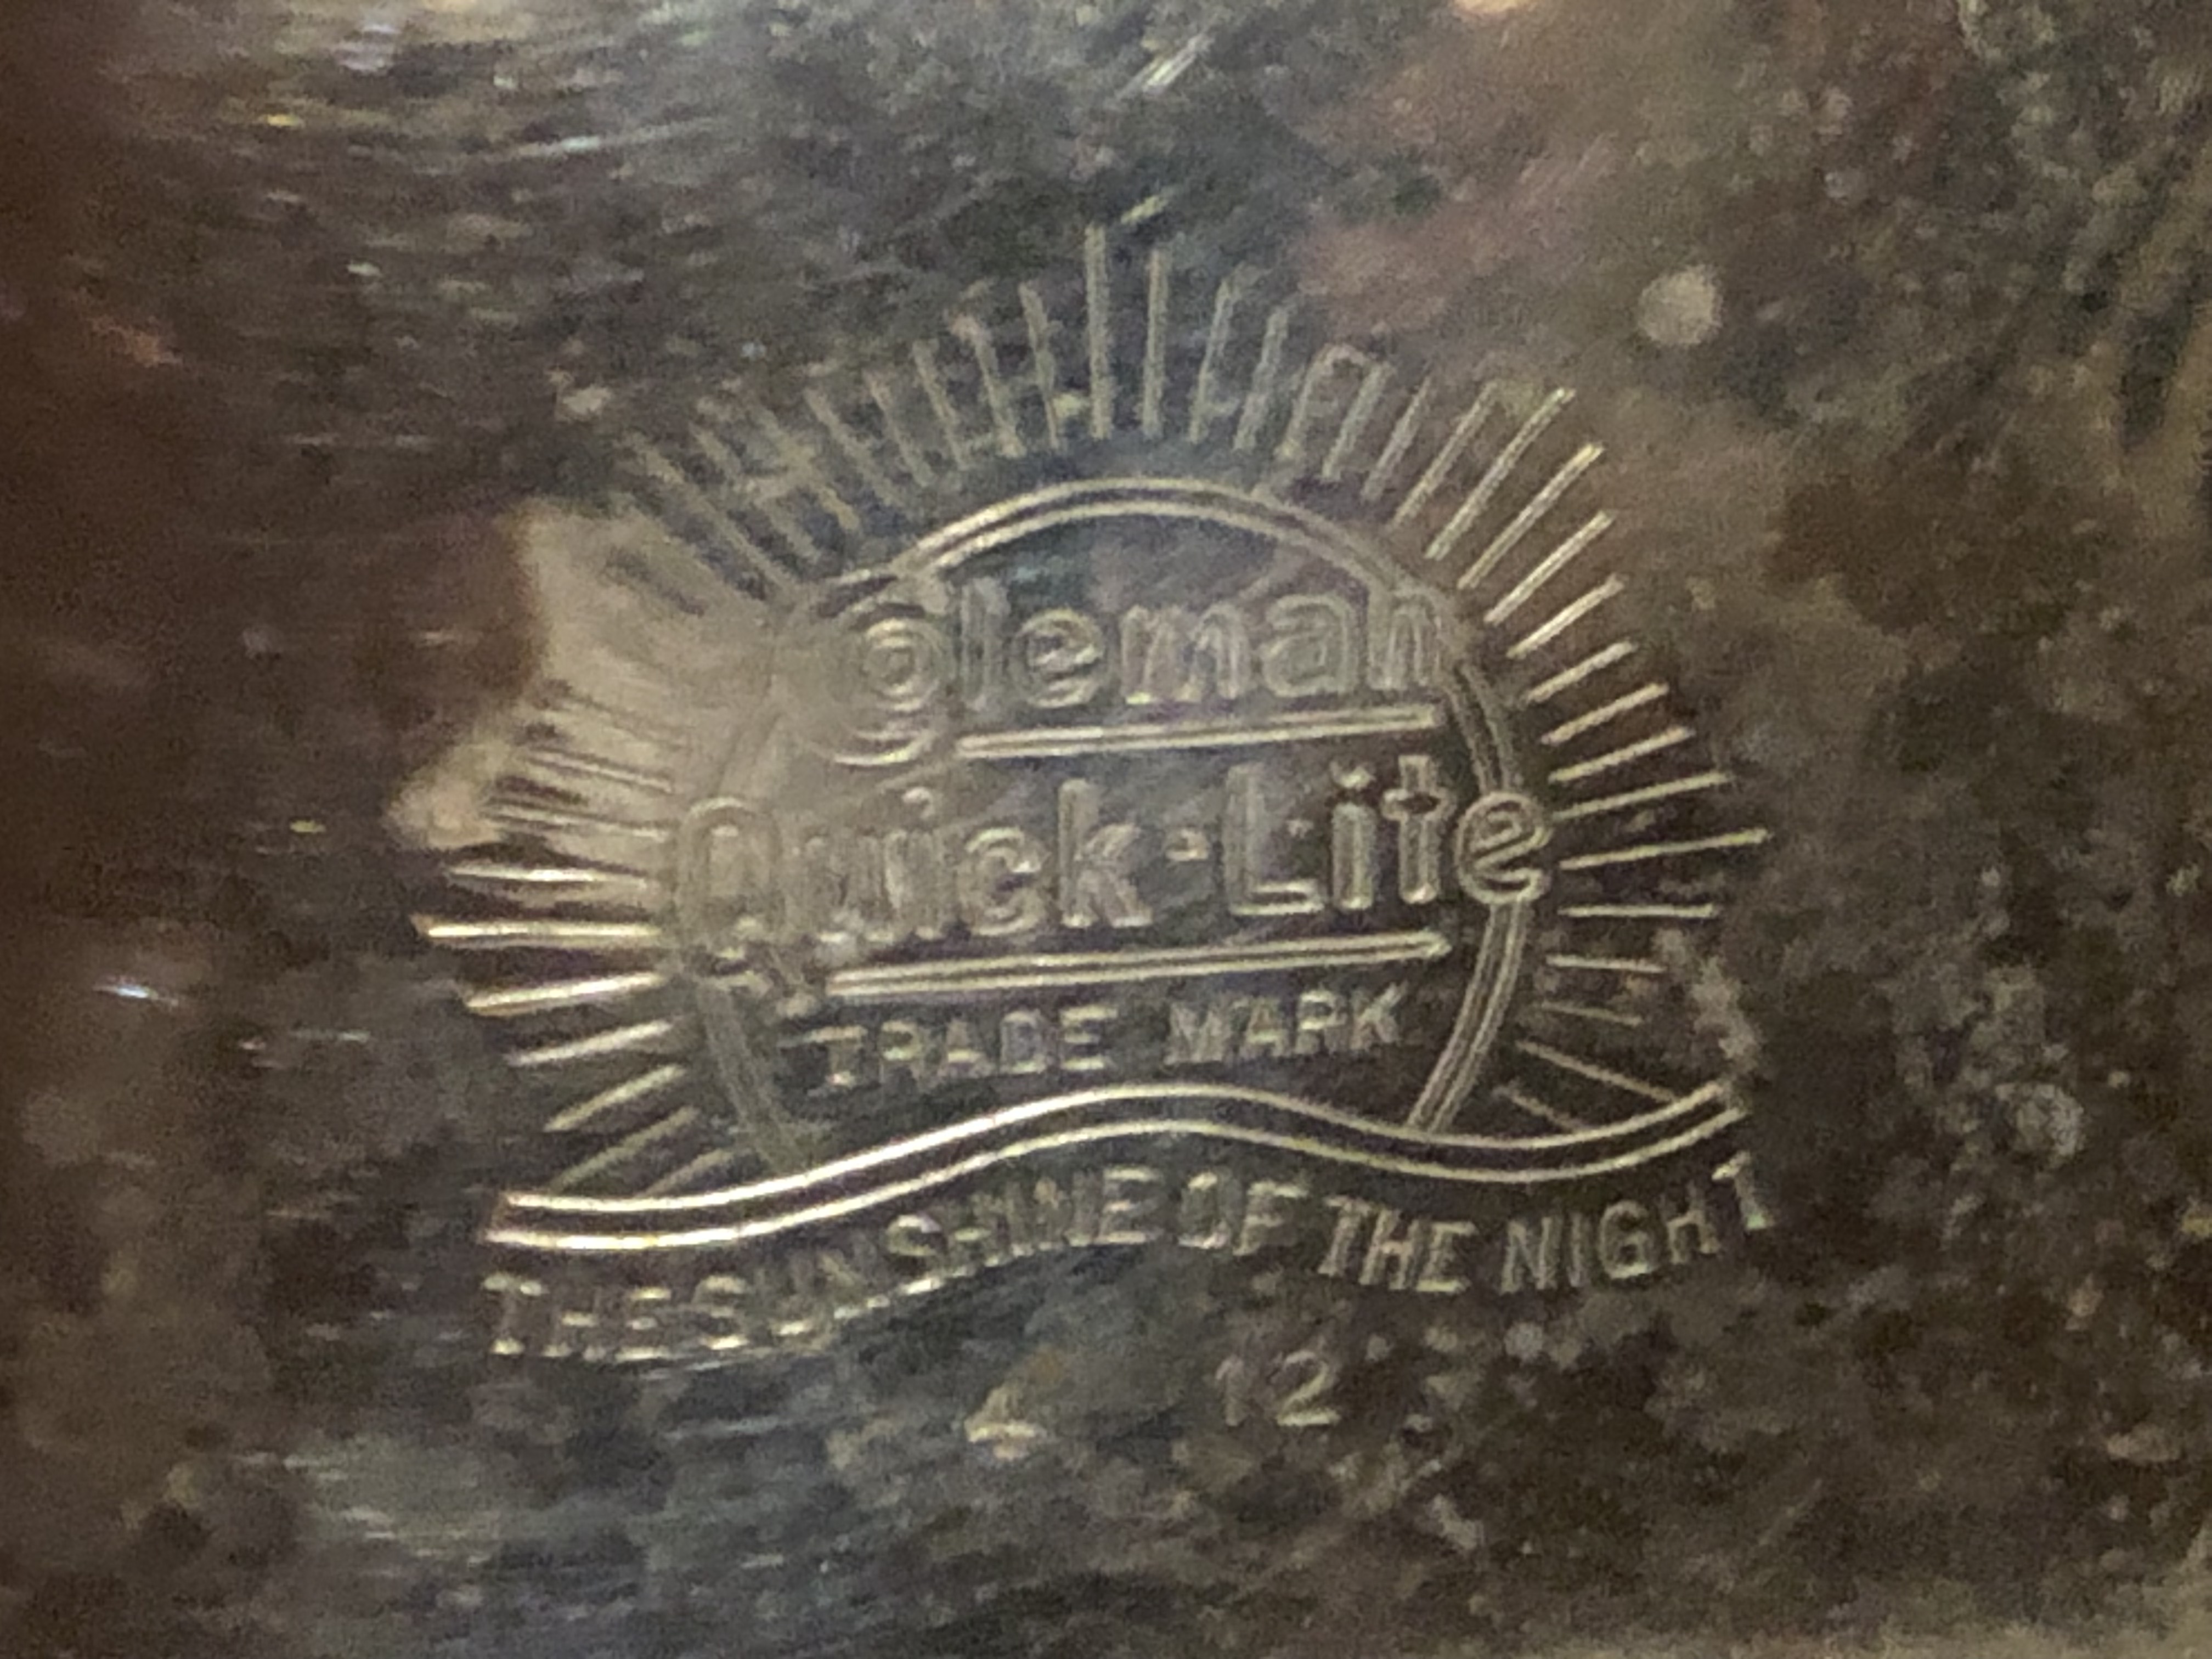 Coleman
Quick-Lite
TRADE MARK
THE SUNSHINE OF THE NIGHT
12